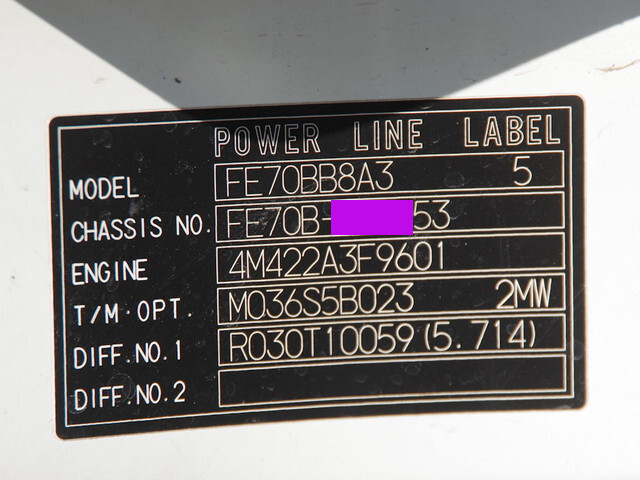 POWER LINE LABEL
MODEL FE70BB8A3 5
CHASSIS NO. FE70B- 53
ENGINE 4M422A3F9601
T/M·OPT. M036S5B023 2MW
DIFF.NO.1 R030T10059(5.714)
DIFF.NO.2